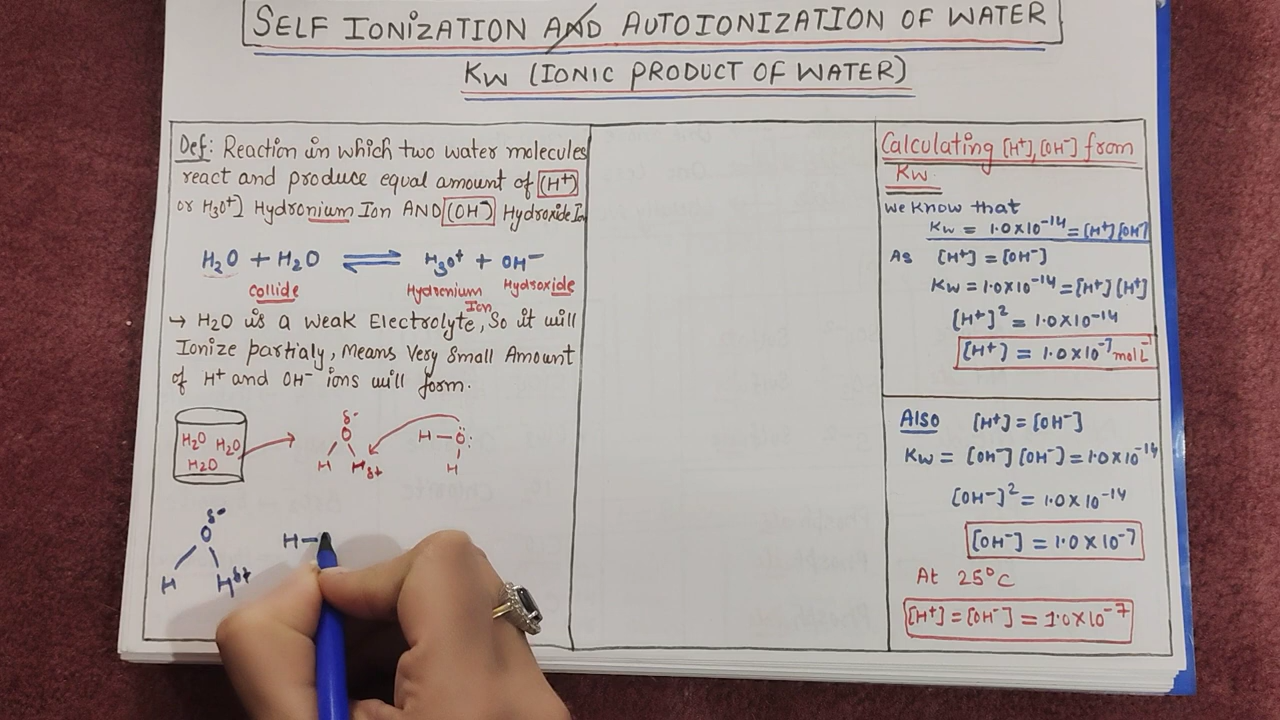 SELF IONIZATION AND AUTOIONIZATION OF WATER
KW (IONIC PRODUCT OF WATER)
Def: Reaction in which two water molecules
react and produce equal amount of (H⁺)
or H₃O⁺] Hydronium Ion AND (OH⁻) Hydroxide Ion
H₂O + H₂O ⇌ H₃O⁺ + OH⁻
Collide Hydronium Ion Hydroxide
→ H₂O is a weak Electrolyte, So it will
Ionize partialy, Means Very Small Amount
of H⁺ and OH⁻ ions will form.
H₂O H₂O
H₂O
δ⁻
O
H H δ⁺
H—O:
H
δ⁻
O
H H δ⁺
H—
Calculating [H⁺], [OH⁻] from
KW
We know that
KW = 1.0×10⁻¹⁴ = [H⁺][OH⁻]
As [H⁺] = [OH⁻]
KW = 1.0×10⁻¹⁴ = [H⁺][H⁺]
[H⁺]² = 1.0×10⁻¹⁴
[H⁺] = 1.0×10⁻⁷ mol L⁻¹
Also [H⁺] = [OH⁻]
KW = [OH⁻][OH⁻] = 1.0×10⁻¹⁴
[OH⁻]² = 1.0×10⁻¹⁴
[OH⁻] = 1.0×10⁻⁷
At 25°C
[H⁺] = [OH⁻] = 1.0×10⁻⁷